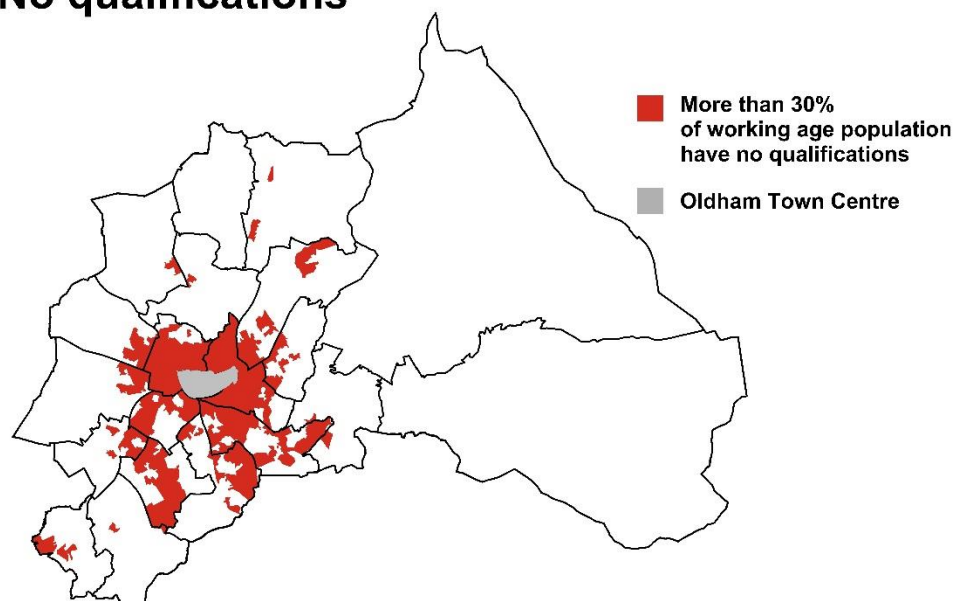 No qualifications
More than 30%
of working age population
have no qualifications
Oldham Town Centre